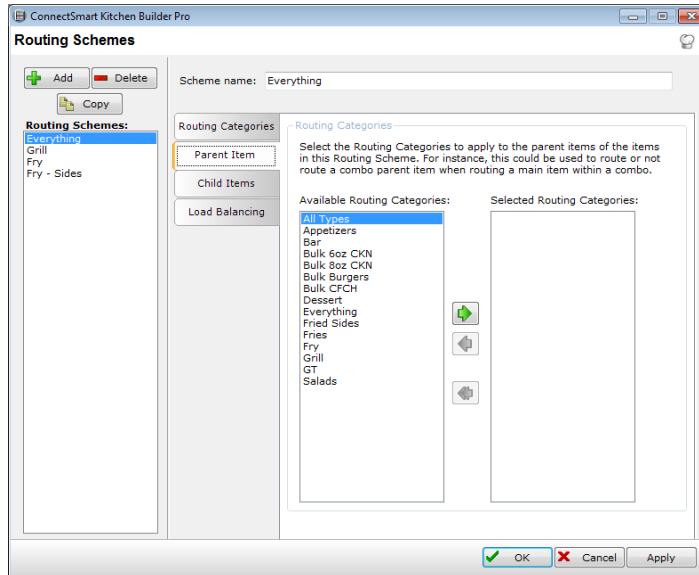 ConnectSmart Kitchen Builder Pro
Routing Schemes
Add
Delete
Copy
Routing Schemes:
Everything
Grill
Fry
Fry - Sides
Scheme name: Everything
Routing Categories
Parent Item
Child Items
Load Balancing
Routing Categories
Select the Routing Categories to apply to the parent items of the items
in this Routing Scheme. For instance, this could be used to route or not
route a combo parent item when routing a main item within a combo.
Available Routing Categories:
All Types
Appetizers
Bar
Bulk 6oz CKN
Bulk 8oz CKN
Bulk Burgers
Bulk CFCH
Dessert
Everything
Fried Sides
Fries
Fry
Grill
GT
Salads
Selected Routing Categories:
OK
Cancel
Apply